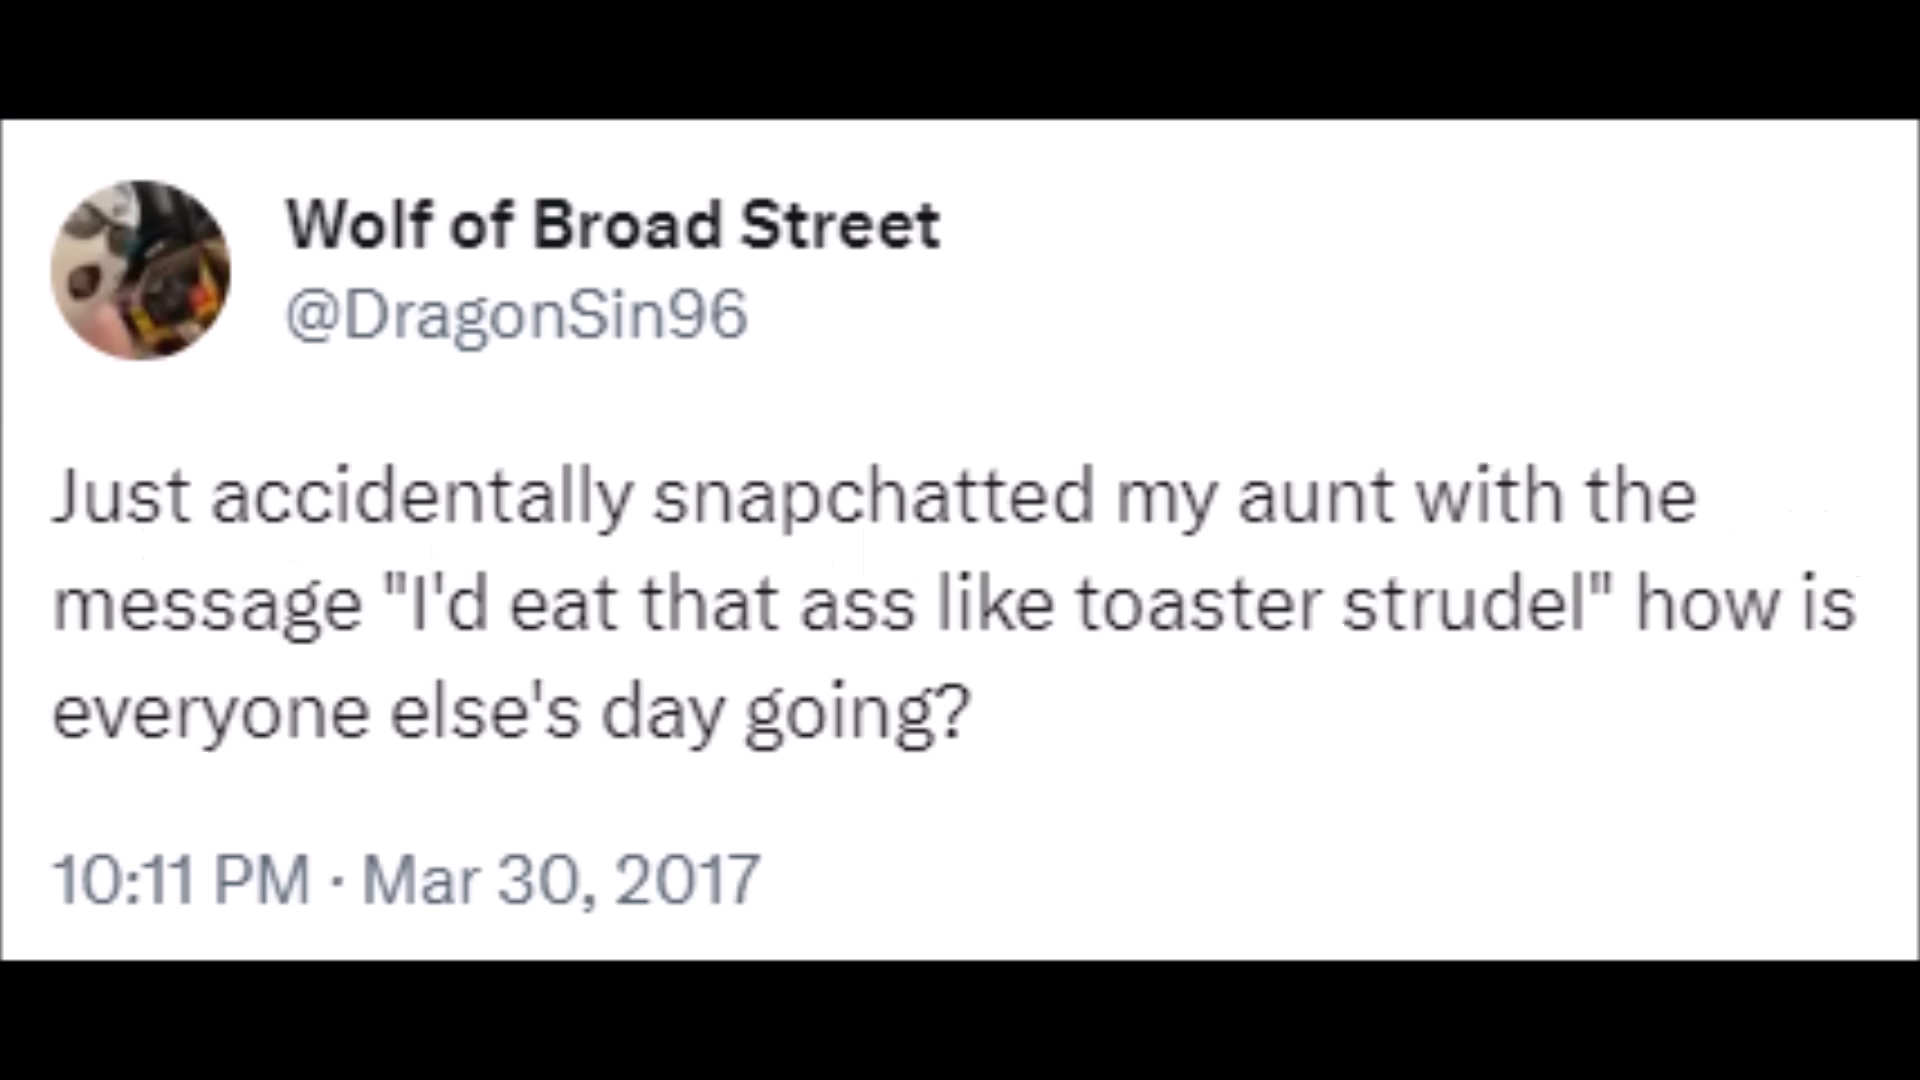 Wolf of Broad Street
@DragonSin96
Just accidentally snapchatted my aunt with the
message "I'd eat that ass like toaster strudel" how is
everyone else's day going?
10:11 PM · Mar 30, 2017